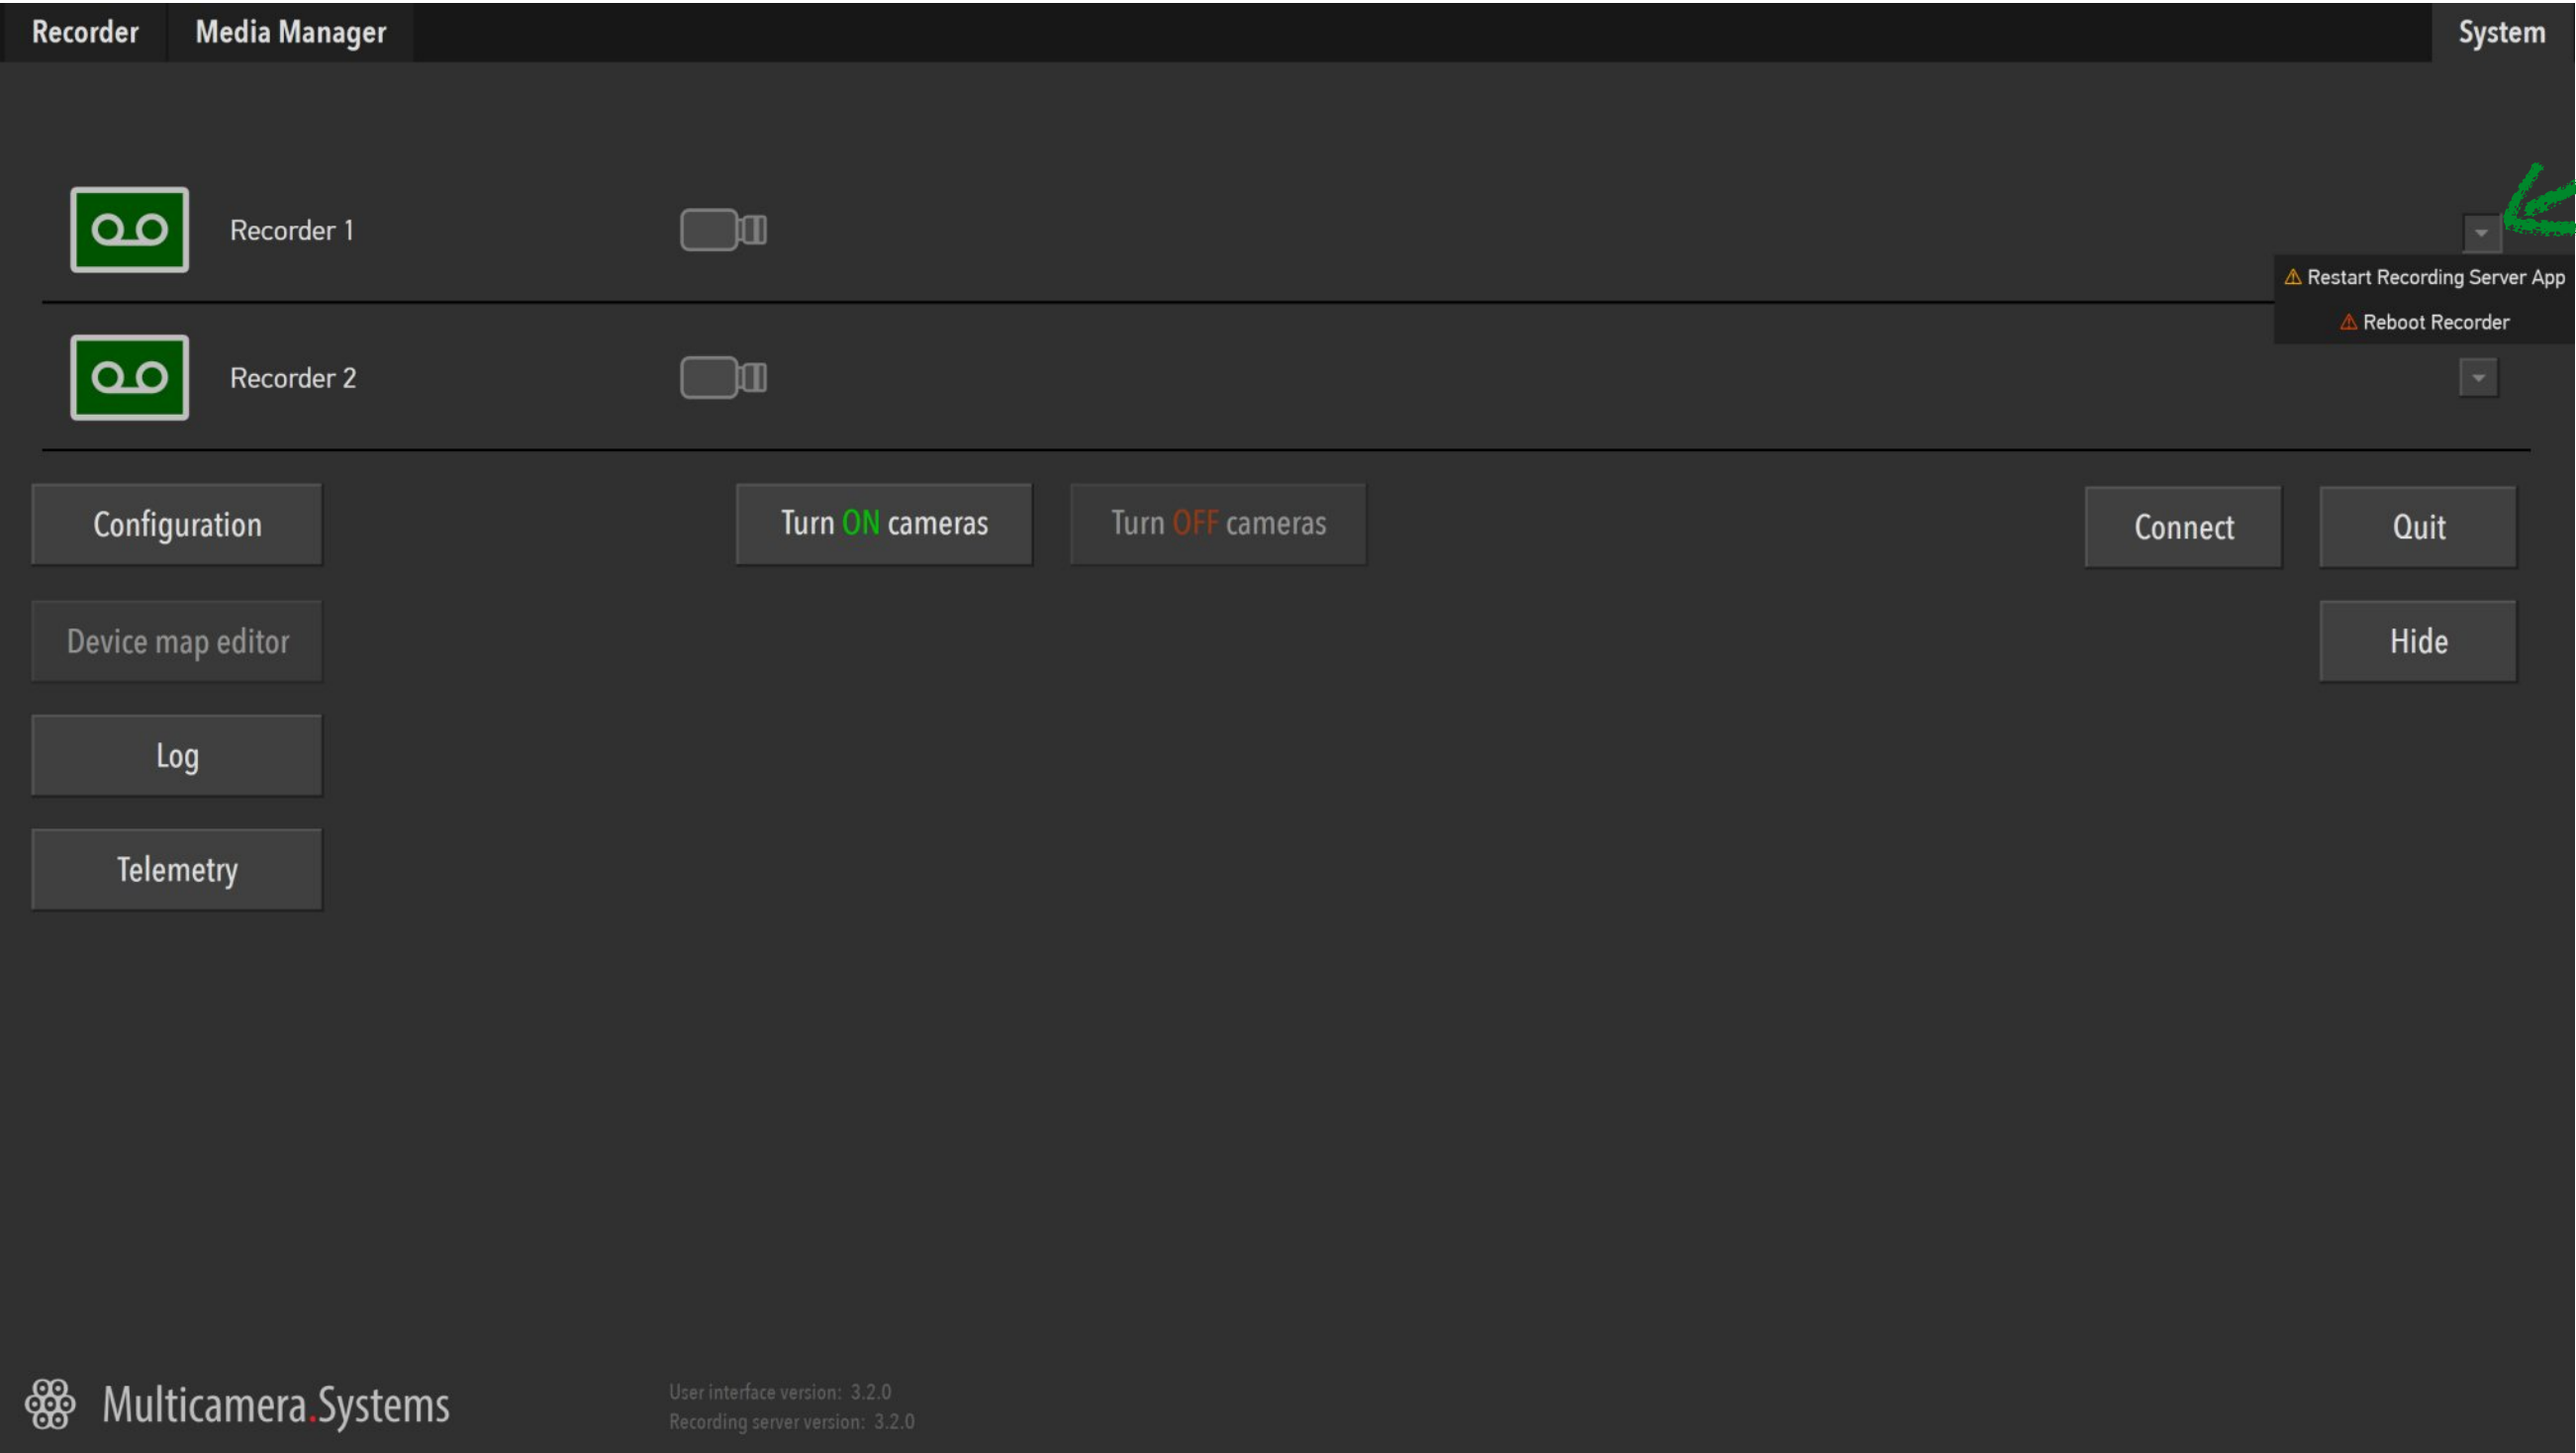 Recorder Media Manager System
Recorder 1
⚠ Restart Recording Server App
⚠ Reboot Recorder
Recorder 2
Configuration Turn ON cameras Turn OFF cameras Connect Quit
Device map editor Hide
Log
Telemetry
Multicamera.Systems
User interface version: 3.2.0
Recording server version: 3.2.0